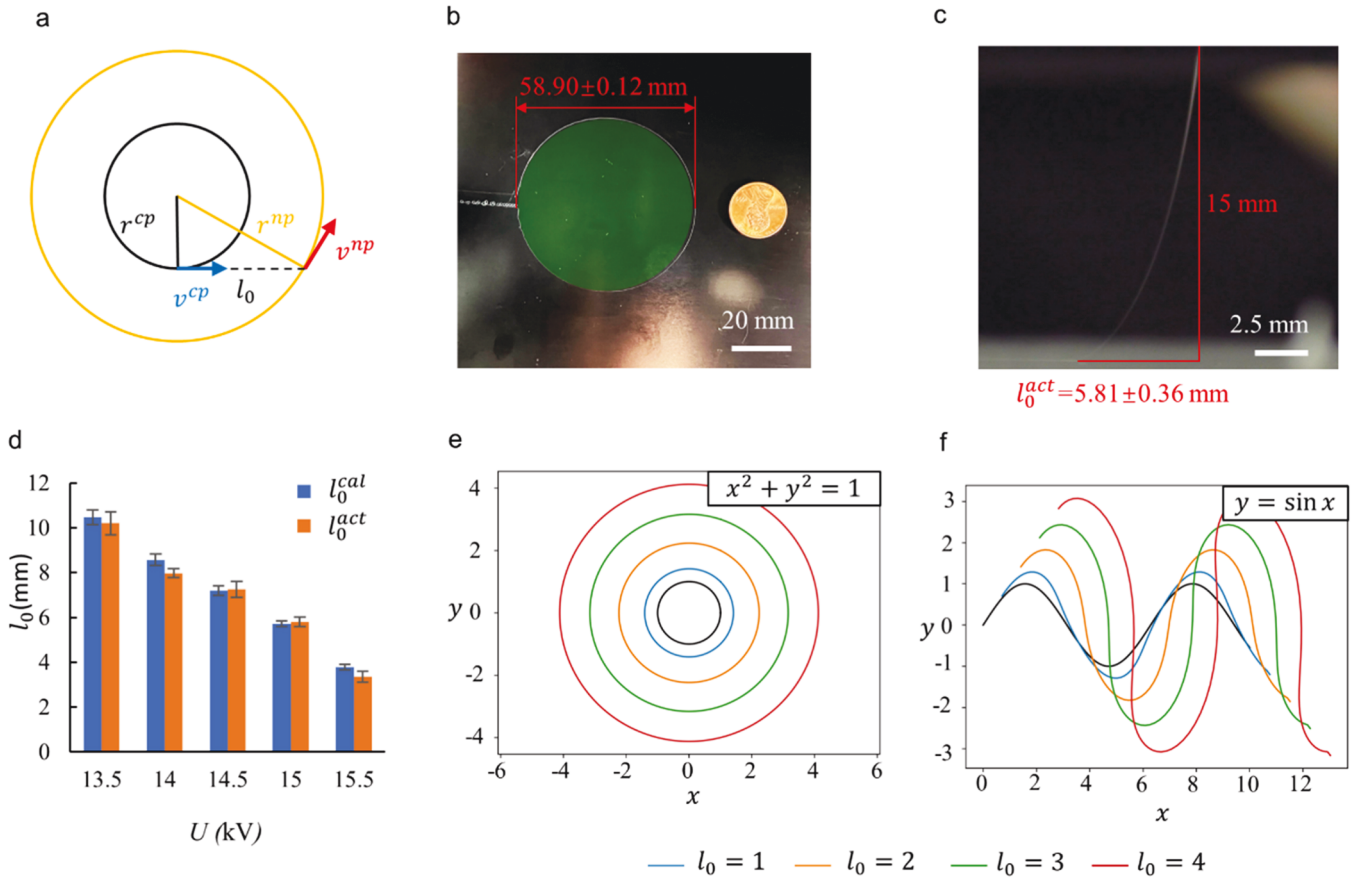 a
r^{cp}
r^{np}
v^{np}
v^{cp}
l_0
b
58.90±0.12 mm
20 mm
c
15 mm
2.5 mm
l_0^{act}=5.81±0.36 mm
d
12
10
8
6
4
2
0
l_0(mm)
l_0^{cal}
l_0^{act}
13.5 14 14.5 15 15.5
U (kV)
e
x^2 + y^2 = 1
4
2
y 0
-2
-4
-6 -4 -2 0 2 4 6
x
f
y = sin x
3
2
1
y 0
-1
-2
-3
0 2 4 6 8 10 12
x
l_0 = 1 l_0 = 2 l_0 = 3 l_0 = 4